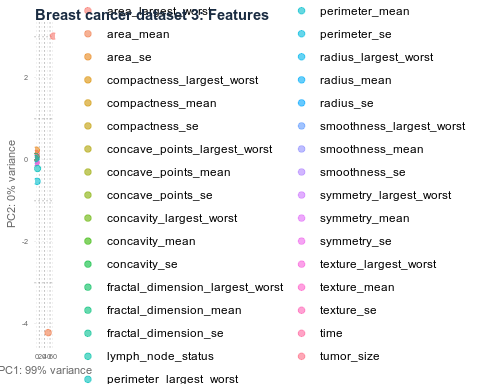 Breast cancer dataset 3: Features
area_largest_worst
area_mean
area_se
compactness_largest_worst
compactness_mean
compactness_se
concave_points_largest_worst
concave_points_mean
concave_points_se
concavity_largest_worst
concavity_mean
concavity_se
fractal_dimension_largest_worst
fractal_dimension_mean
fractal_dimension_se
lymph_node_status
perimeter_largest_worst
perimeter_mean
perimeter_se
radius_largest_worst
radius_mean
radius_se
smoothness_largest_worst
smoothness_mean
smoothness_se
symmetry_largest_worst
symmetry_mean
symmetry_se
texture_largest_worst
texture_mean
texture_se
time
tumor_size
PC2: 0% variance
2
0
-2
-4
PC1: 99% variance